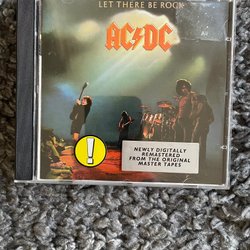 LET THERE BE ROCK
AC⚡DC
!
NEWLY DIGITALLY
REMASTERED
FROM THE ORIGINAL
MASTER TAPES